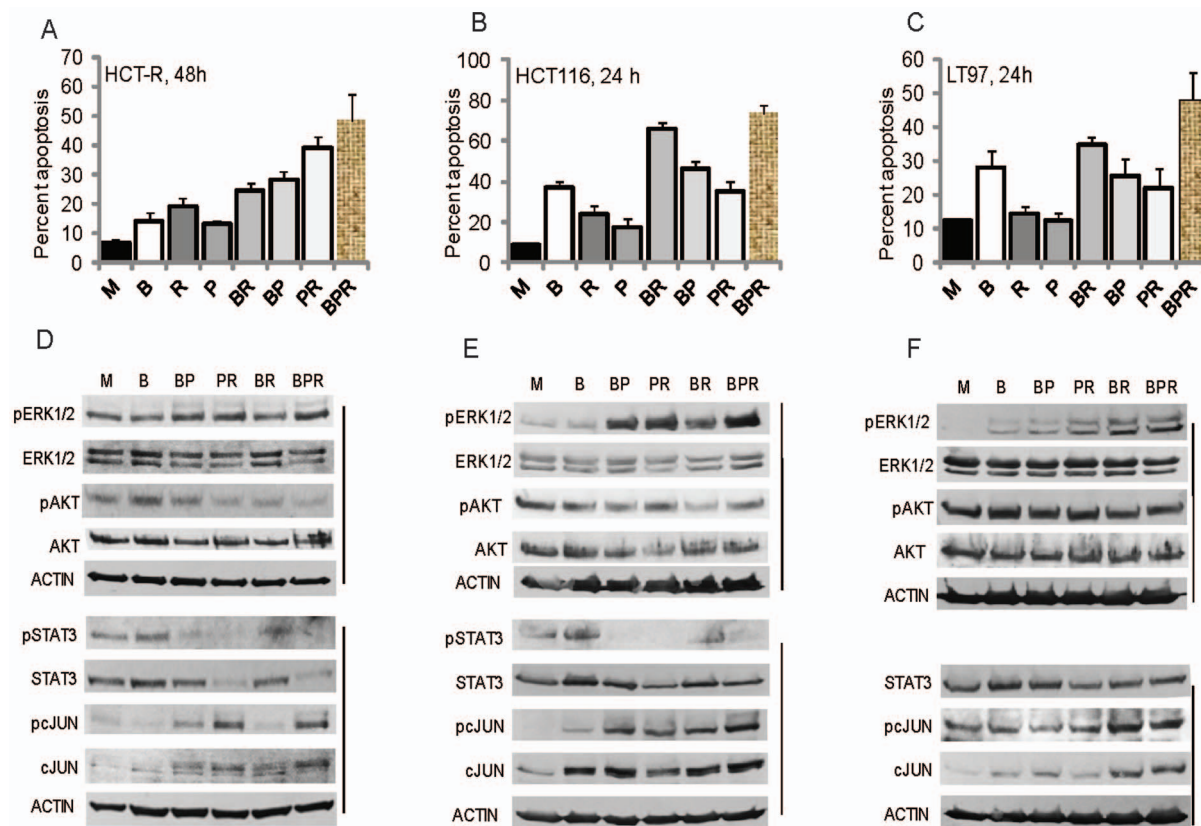 A
HCT-R, 48h
Percent apoptosis
70
60
50
40
30
20
10
0
M B R P BR BP PR BPR
B
HCT116, 24 h
Percent apoptosis
100
80
60
40
20
0
M B R P BR BP PR BPR
C
LT97, 24h
Percent apoptosis
60
50
40
30
20
10
0
M B R P BR BP PR BPR
D
M B BP PR BR BPR
pERK1/2
ERK1/2
pAKT
AKT
ACTIN
pSTAT3
STAT3
pcJUN
cJUN
ACTIN
E
M B BP PR BR BPR
pERK1/2
ERK1/2
pAKT
AKT
ACTIN
pSTAT3
STAT3
pcJUN
cJUN
ACTIN
F
M B BP PR BR BPR
pERK1/2
ERK1/2
pAKT
AKT
ACTIN
STAT3
pcJUN
cJUN
ACTIN